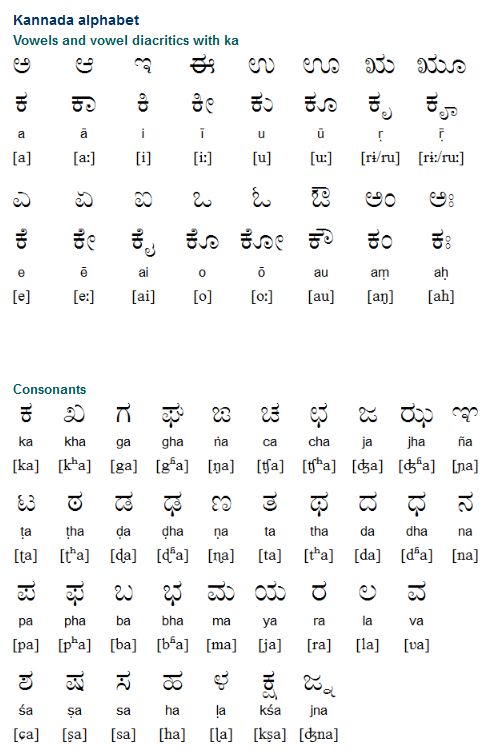 Kannada alphabet
Vowels and vowel diacritics with ka
ಅ ಆ ಇ ಈ ಉ ಊ ಋ ೠ
ಕ ಕಾ ಕಿ ಕೀ ಕು ಕೂ ಕೃ ಕೄ
a ā i ī u ū ṛ ṝ
[a] [aː] [i] [iː] [u] [uː] [rɨ/ru] [rɨː/ruː]
ಎ ಏ ಐ ಒ ಓ ಔ ಅಂ ಅಃ
ಕೆ ಕೇ ಕೈ ಕೊ ಕೋ ಕೌ ಕಂ ಕಃ
e ē ai o ō au aṃ aḥ
[e] [eː] [ai] [o] [oː] [au] [aŋ] [ah]
Consonants
ಕ ಖ ಗ ಘ ಙ ಚ ಛ ಜ ಝ ಞ
ka kha ga gha ṅa ca cha ja jha ña
[ka] [kʰa] [ga] [gʱa] [ŋa] [ʧa] [ʧʰa] [ʤa] [ʤʱa] [ɲa]
ಟ ಠ ಡ ಢ ಣ ತ ಥ ದ ಧ ನ
ṭa ṭha ḍa ḍha ṇa ta tha da dha na
[ʈa] [ʈʰa] [ɖa] [ɖʱa] [ɳa] [ta] [tʰa] [da] [dʱa] [na]
ಪ ಫ ಬ ಭ ಮ ಯ ರ ಲ ವ
pa pha ba bha ma ya ra la va
[pa] [pʰa] [ba] [bʱa] [ma] [ja] [ra] [la] [ʋa]
ಶ ಷ ಸ ಹ ಳ ಕ್ಷ ಜ್ನ
śa ṣa sa ha ḷa kśa jna
[ça] [ʂa] [sa] [ha] [ɭa] [kʂa] [ʤna]